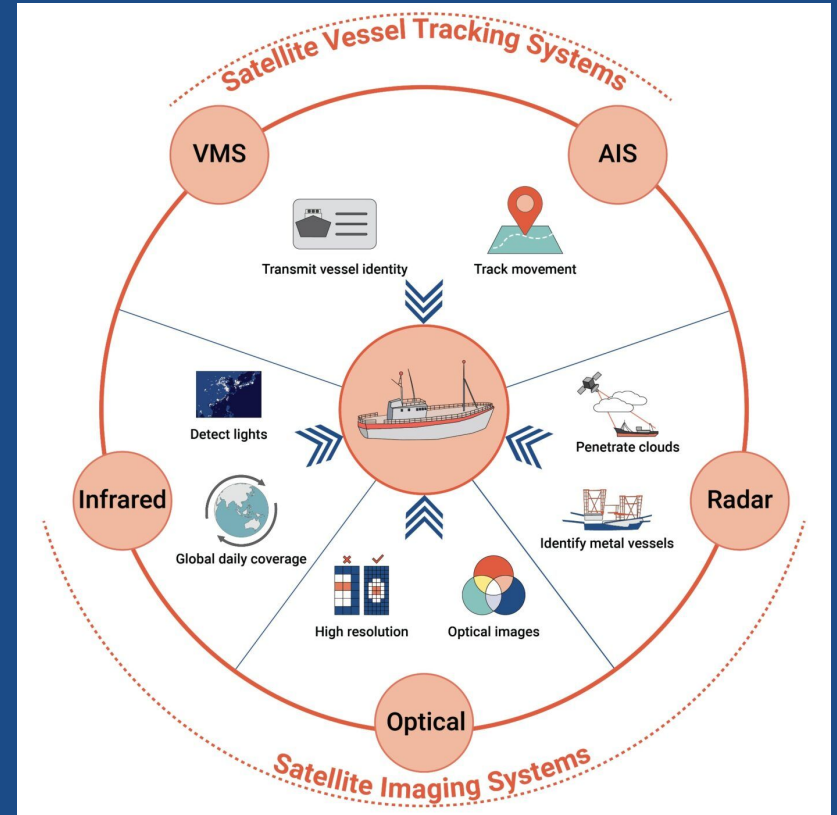 Satellite Vessel Tracking Systems
VMS
AIS
Transmit vessel identity
Track movement
Detect lights
Penetrate clouds
Infrared
Radar
Global daily coverage
Identify metal vessels
High resolution
Optical images
Optical
Satellite Imaging Systems